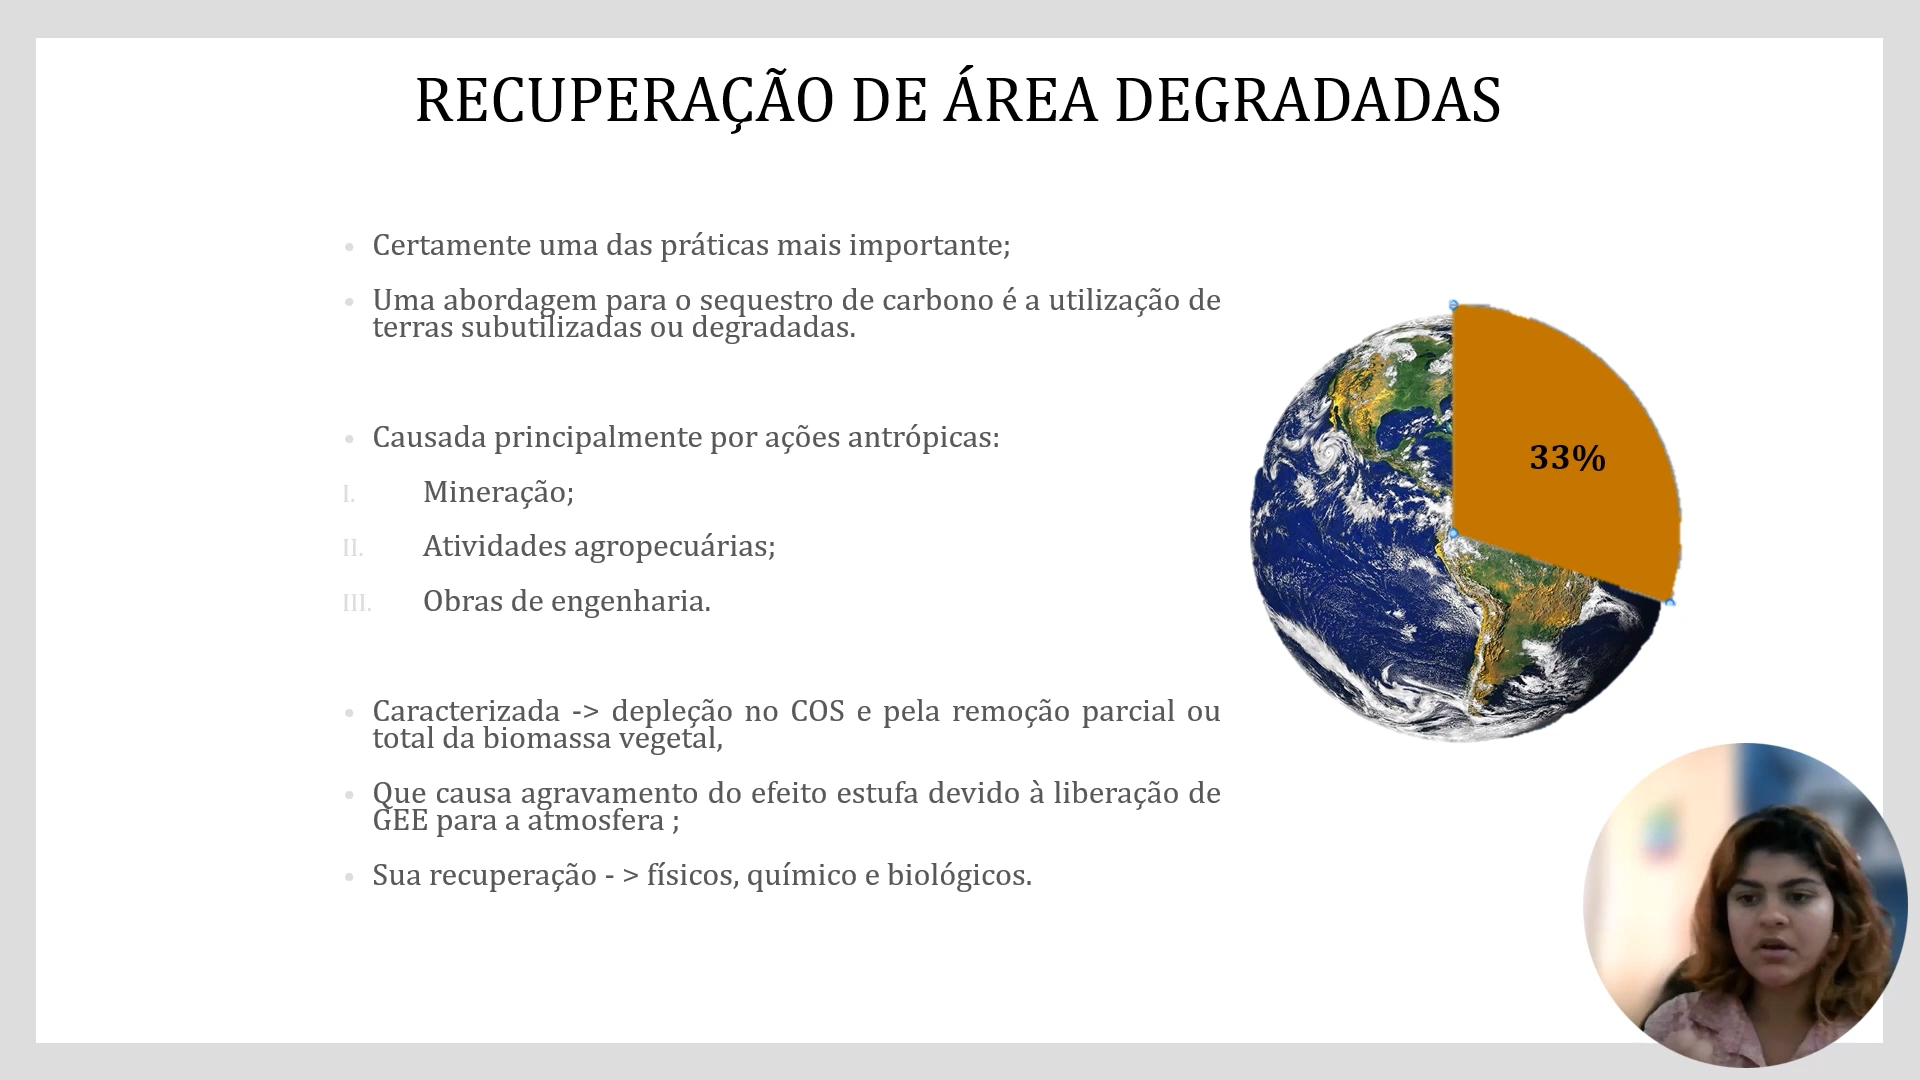 RECUPERAÇÃO DE ÁREA DEGRADADAS
• Certamente uma das práticas mais importante;
• Uma abordagem para o sequestro de carbono é a utilização de
terras subutilizadas ou degradadas.
• Causada principalmente por ações antrópicas:
I. Mineração;
II. Atividades agropecuárias;
III. Obras de engenharia.
• Caracterizada -> depleção no COS e pela remoção parcial ou
total da biomassa vegetal,
• Que causa agravamento do efeito estufa devido à liberação de
GEE para a atmosfera ;
• Sua recuperação - > físicos, químico e biológicos.
33%